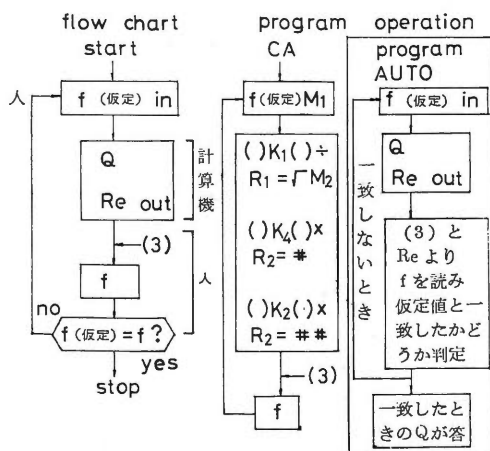 flow chart
start
人
f (仮定) in
Q
Re out
計算機
(3)
f
人
no
f(仮定)=f?
yes
stop
program
CA
f(仮定)M1
( )K1( )÷
R1=√M2
( )K4( )x
R2=#
( )K2(・)x
R2=##
(3)
f
operation
program
AUTO
f (仮定) in
Q
Re out
一致しないとき
(3)と
Reより
fを読み
仮定値と一
致したかど
うか判定
一致したと
きのQが答